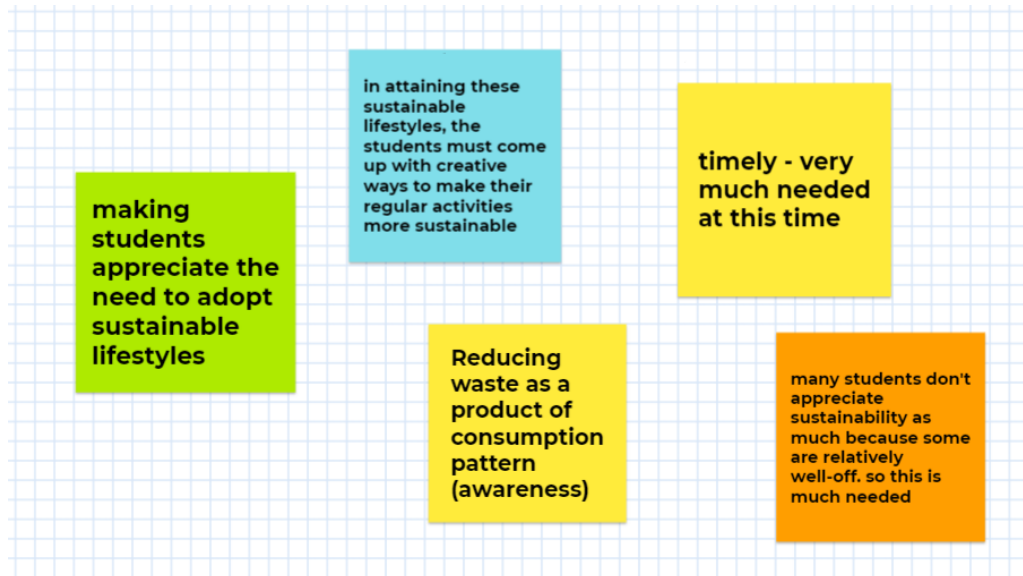 making
students
appreciate the
need to adopt
sustainable
lifestyles
in attaining these
sustainable
lifestyles, the
students must come
up with creative
ways to make their
regular activities
more sustainable
Reducing
waste as a
product of
consumption
pattern
(awareness)
timely - very
much needed
at this time
many students don't
appreciate
sustainability as
much because some
are relatively
well-off. so this is
much needed